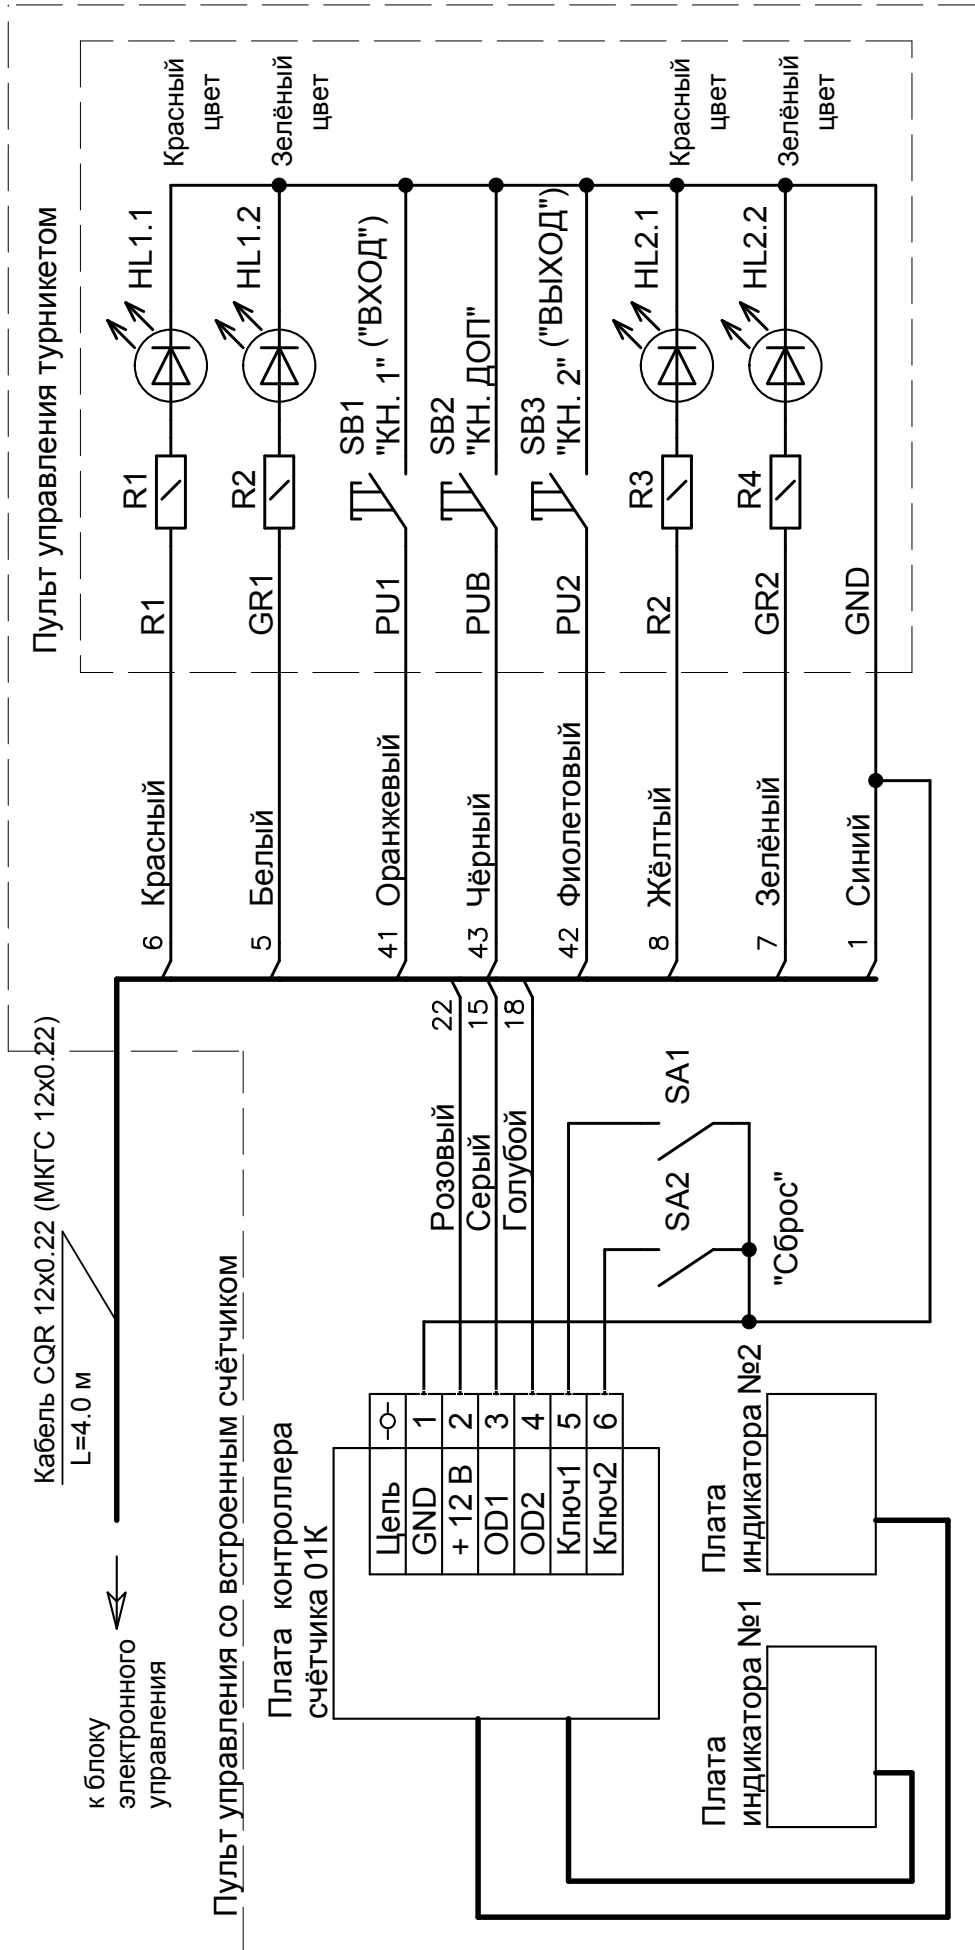 Кабель CQR 12x0.22 (МКГС 12x0.22)
L=4.0 м
к блоку
электронного
управления
Пульт управления со встроенным счётчиком
Пульт управления турникетом
6
Красный
R1
R1
HL1.1
Красный
цвет
5
Белый
GR1
R2
HL1.2
Зелёный
цвет
41
Оранжевый
PU1
SB1
"КН. 1" ("ВХОД")
43
Чёрный
PUB
SB2
"КН. ДОП"
42
Фиолетовый
PU2
SB3
"КН. 2" ("ВЫХОД")
8
Жёлтый
R2
R3
HL2.1
Красный
цвет
7
Зелёный
GR2
R4
HL2.2
Зелёный
цвет
1
Синий
GND
Плата контроллера
счётчика 01К
Цепь
GND 1
+ 12 В 2
OD1 3
OD2 4
Ключ1 5
Ключ2 6
Розовый
22
Серый
15
Голубой
18
SA1
SA2
"Сброс"
Плата
индикатора №1
Плата
индикатора №2